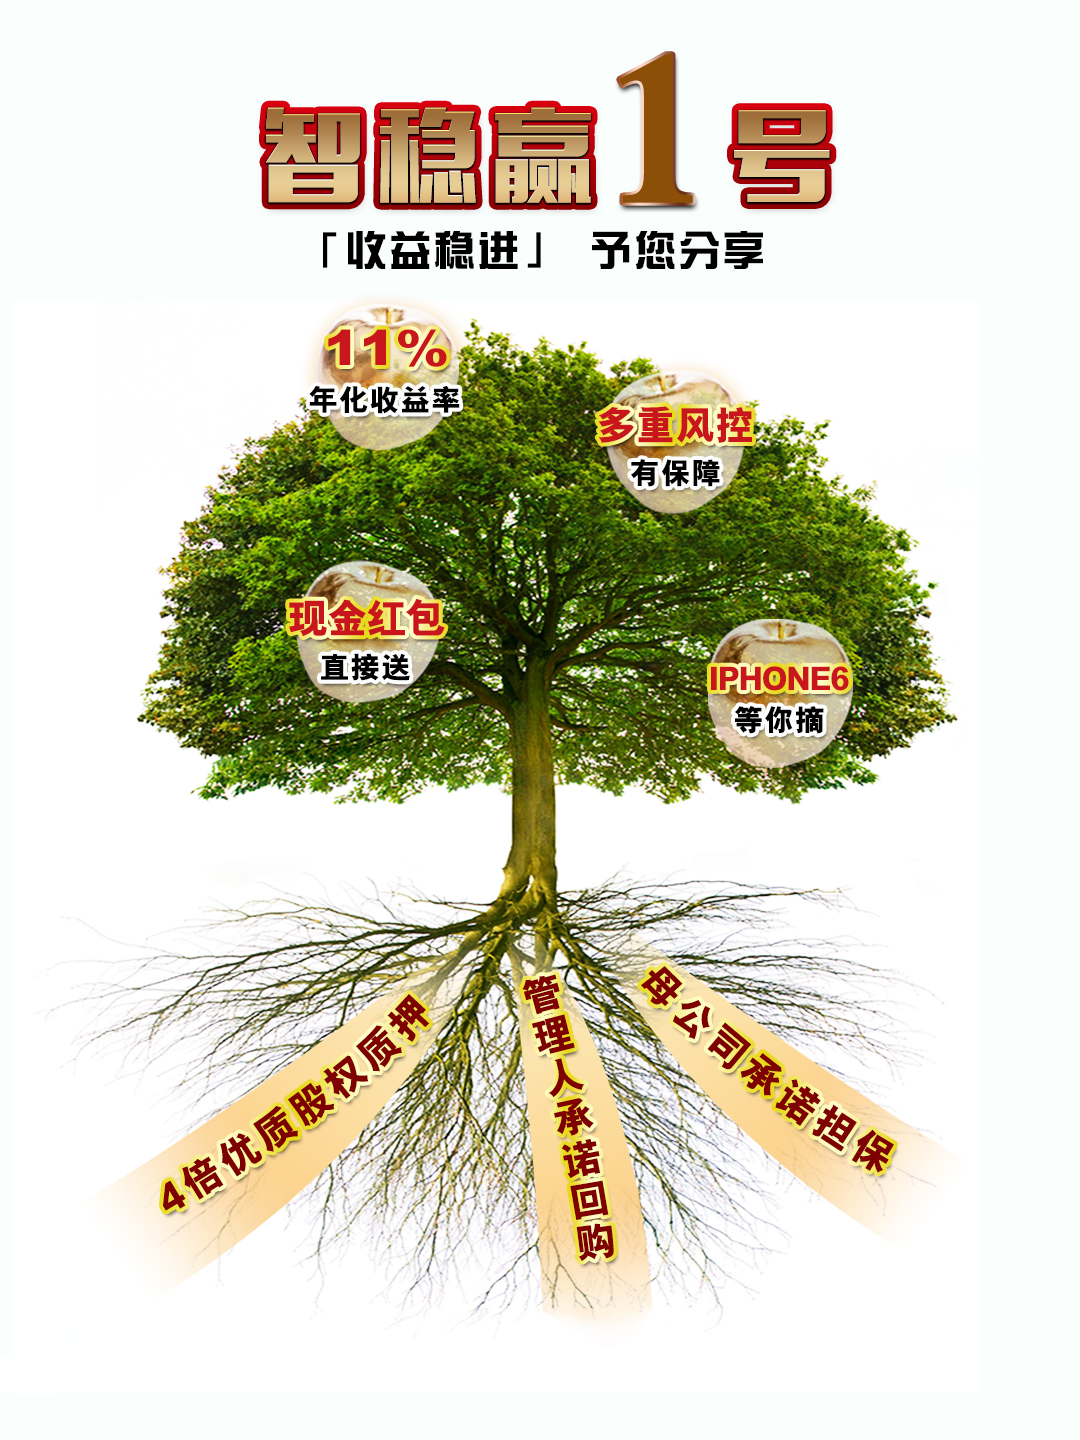 智稳赢1号
「收益稳进」 予您分享
11%
年化收益率
多重风控
有保障
现金红包
直接送
IPHONE6
等你摘
4倍优质股权质押
管理人承诺回购
母公司承诺担保